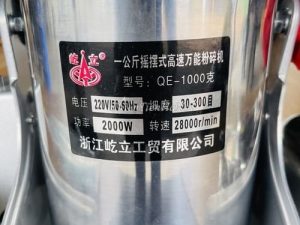 屹立
一公斤摇摆式高速万能粉碎机
型号：QE-1000克
电压 220V/50-60Hz 细度 30-300目
功率 2000W 转速 28000r/min
浙江屹立工贸有限公司